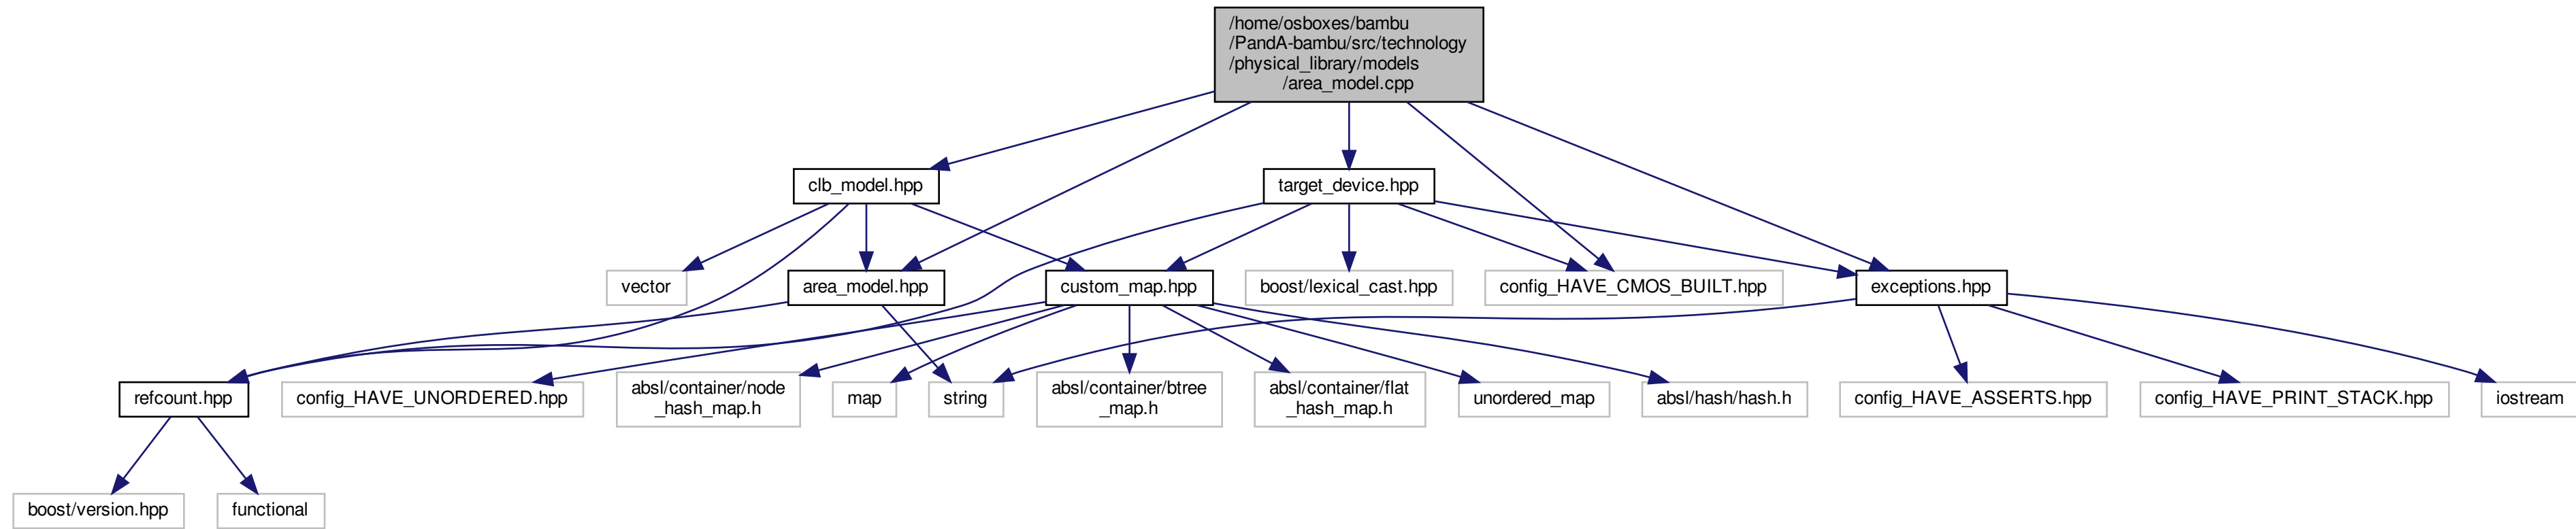 /home/osboxes/bambu
/PandA-bambu/src/technology
/physical_library/models
/area_model.cpp
clb_model.hpp
target_device.hpp
vector
area_model.hpp
custom_map.hpp
boost/lexical_cast.hpp
config_HAVE_CMOS_BUILT.hpp
exceptions.hpp
refcount.hpp
config_HAVE_UNORDERED.hpp
absl/container/node
_hash_map.h
map
string
absl/container/btree
_map.h
absl/container/flat
_hash_map.h
unordered_map
absl/hash/hash.h
config_HAVE_ASSERTS.hpp
config_HAVE_PRINT_STACK.hpp
iostream
boost/version.hpp
functional